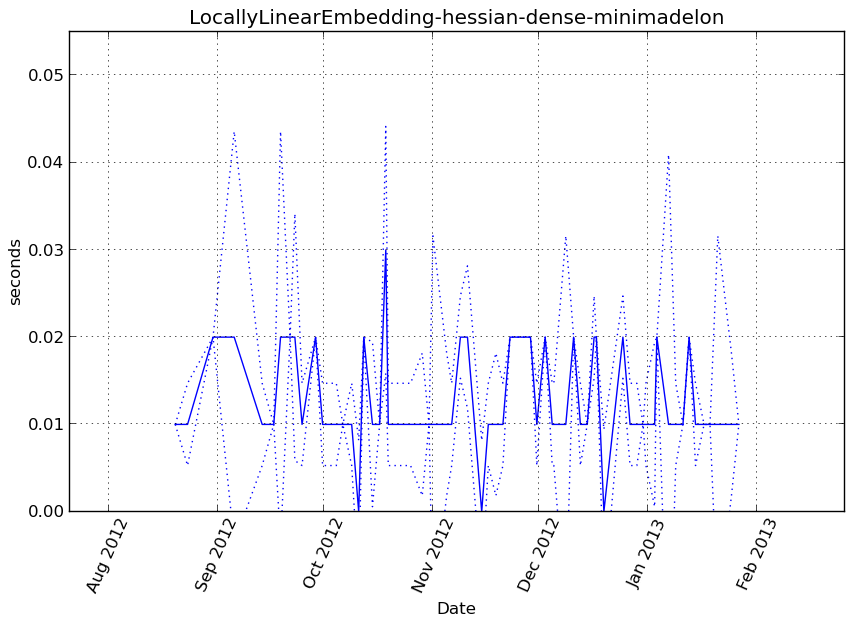 LocallyLinearEmbedding-hessian-dense-minimadelon
0.05
0.04
0.03
0.02
0.01
0.00
seconds
Aug 2012
Sep 2012
Oct 2012
Nov 2012
Dec 2012
Jan 2013
Feb 2013
Date